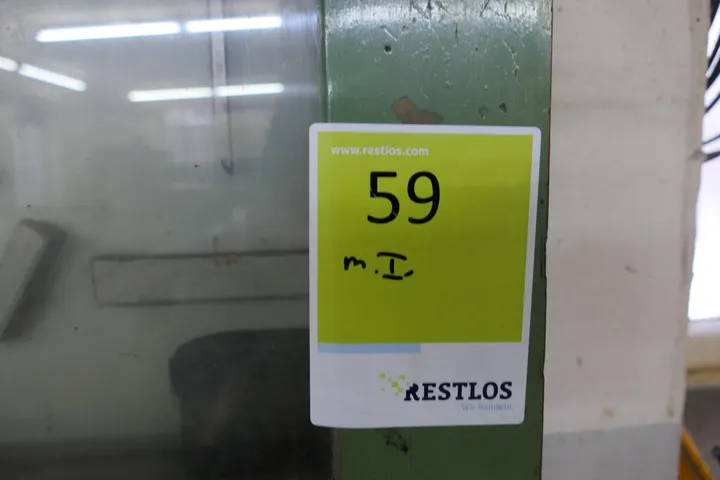 www.restlos.com
59
m. I.
RESTLOS
Wir handeln.